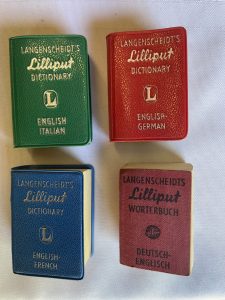 LANGENSCHEIDT'S
Lilliput
DICTIONARY
L
ENGLISH
ITALIAN
LANGENSCHEIDT'S
Lilliput
DICTIONARY
L
ENGLISH-
GERMAN
LANGENSCHEIDT'S
Lilliput
DICTIONARY
L
ENGLISH-
FRENCH
LANGENSCHEIDTS
Lilliput
WÖRTERBUCH
DEUTSCH-
ENGLISCH